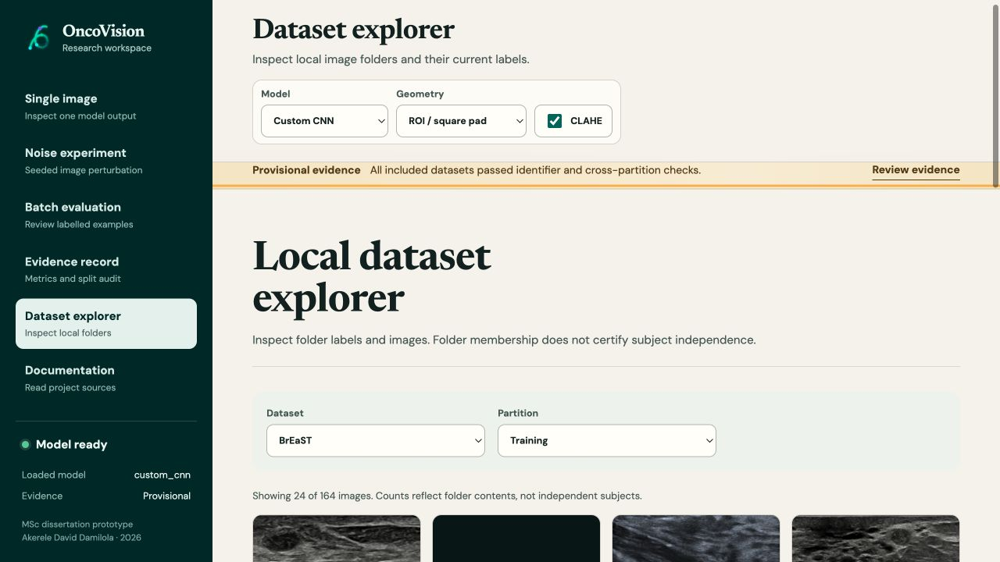 OncoVision
Research workspace
Single image
Inspect one model output
Noise experiment
Seeded image perturbation
Batch evaluation
Review labelled examples
Evidence record
Metrics and split audit
Dataset explorer
Inspect local folders
Documentation
Read project sources
Model ready
Loaded model custom_cnn
Evidence Provisional
MSc dissertation prototype
Akerele David Damilola · 2026
Dataset explorer
Inspect local image folders and their current labels.
Model Geometry
Custom CNN ROI / square pad CLAHE
Provisional evidence All included datasets passed identifier and cross-partition checks. Review evidence
Local dataset
explorer
Inspect folder labels and images. Folder membership does not certify subject independence.
Dataset Partition
BrEaST Training
Showing 24 of 164 images. Counts reflect folder contents, not independent subjects.